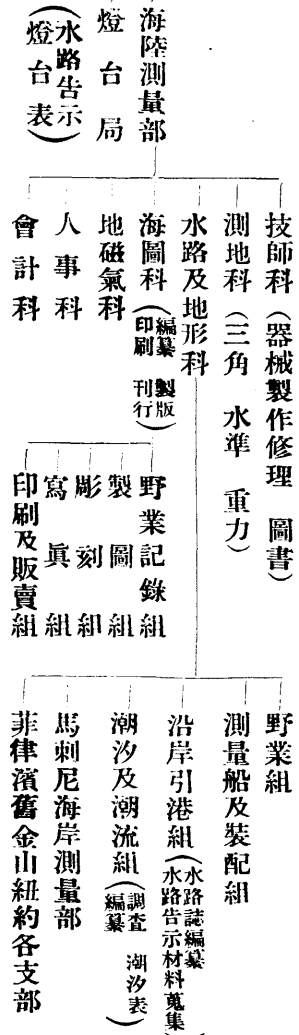 海陸測量部
燈台局
(水路告示
燈台表)
技師科(器械製作修理 圖書)
測地科(三角 水準 重力)
水路及地形科
海圖科(編纂 製版
印刷 刊行)
地磁氣科
人事科
會計科
野業記錄組
製圖組
彫刻組
寫眞組
印刷及販賣組
野業組
測量船及裝配組
沿岸引港組(水路誌編纂
水路告示材料蒐集)
潮汐及潮流組(調査 潮汐表
編纂)
馬刺尼海岸測量部
菲律濱舊金山紐約各支部